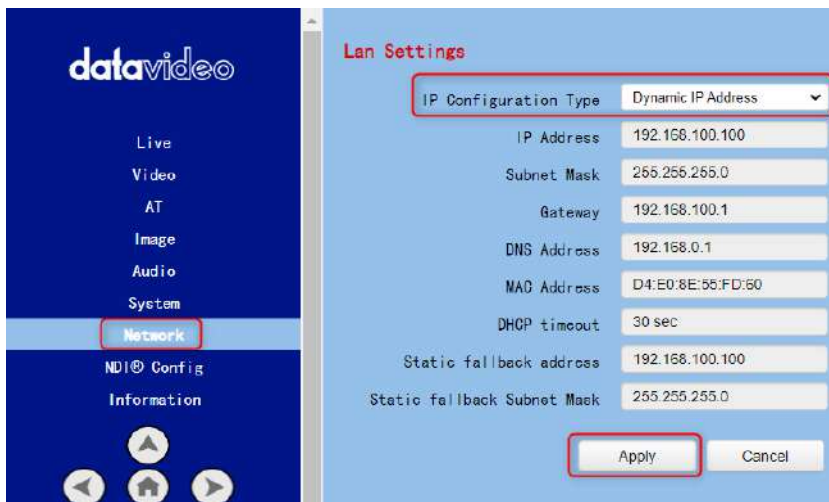 datavideo
Live
Video
AT
Image
Audio
System
Network
NDI® Config
Information
Lan Settings
IP Configuration Type Dynamic IP Address
IP Address 192.168.100.100
Subnet Mask 255.255.255.0
Gateway 192.168.100.1
DNS Address 192.168.0.1
MAC Address D4:E0:8E:55:FD:60
DHCP timeout 30 sec
Static fallback address 192.168.100.100
Static fallback Subnet Mask 255.255.255.0
Apply Cancel